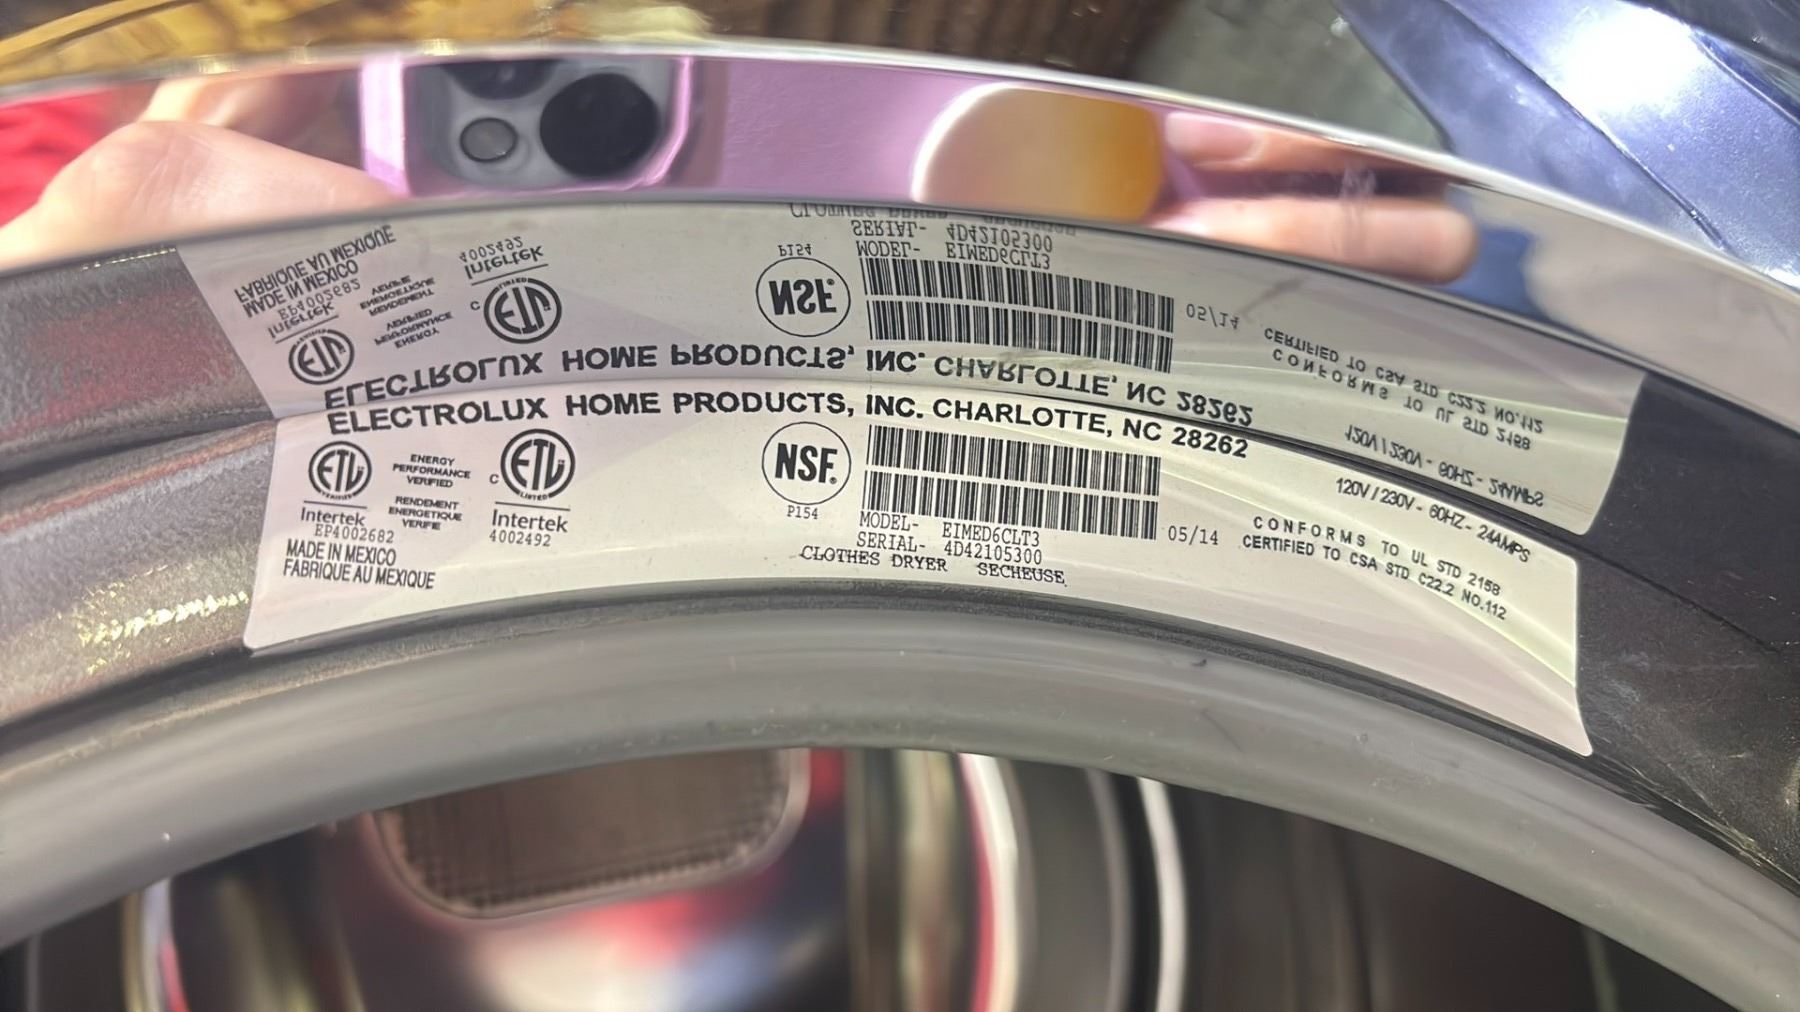 ELECTROLUX HOME PRODUCTS, INC. CHARLOTTE, NC 28262
ETL
VERIFIED
Intertek
EP4002682
ENERGY
PERFORMANCE
VERIFIED
RENDEMENT
ENERGETIQUE
VERIFIE
C
ETL
LISTED
Intertek
4002492
MADE IN MEXICO
FABRIQUE AU MEXIQUE
NSF.
P154
MODEL- EIMED6CLT3
SERIAL- 4D42105300
05/14
CLOTHES DRYER SECHEUSE
120V / 230V - 60HZ - 24AMPS
CONFORMS TO UL STD 2158
CERTIFIED TO CSA STD C22.2 NO.112